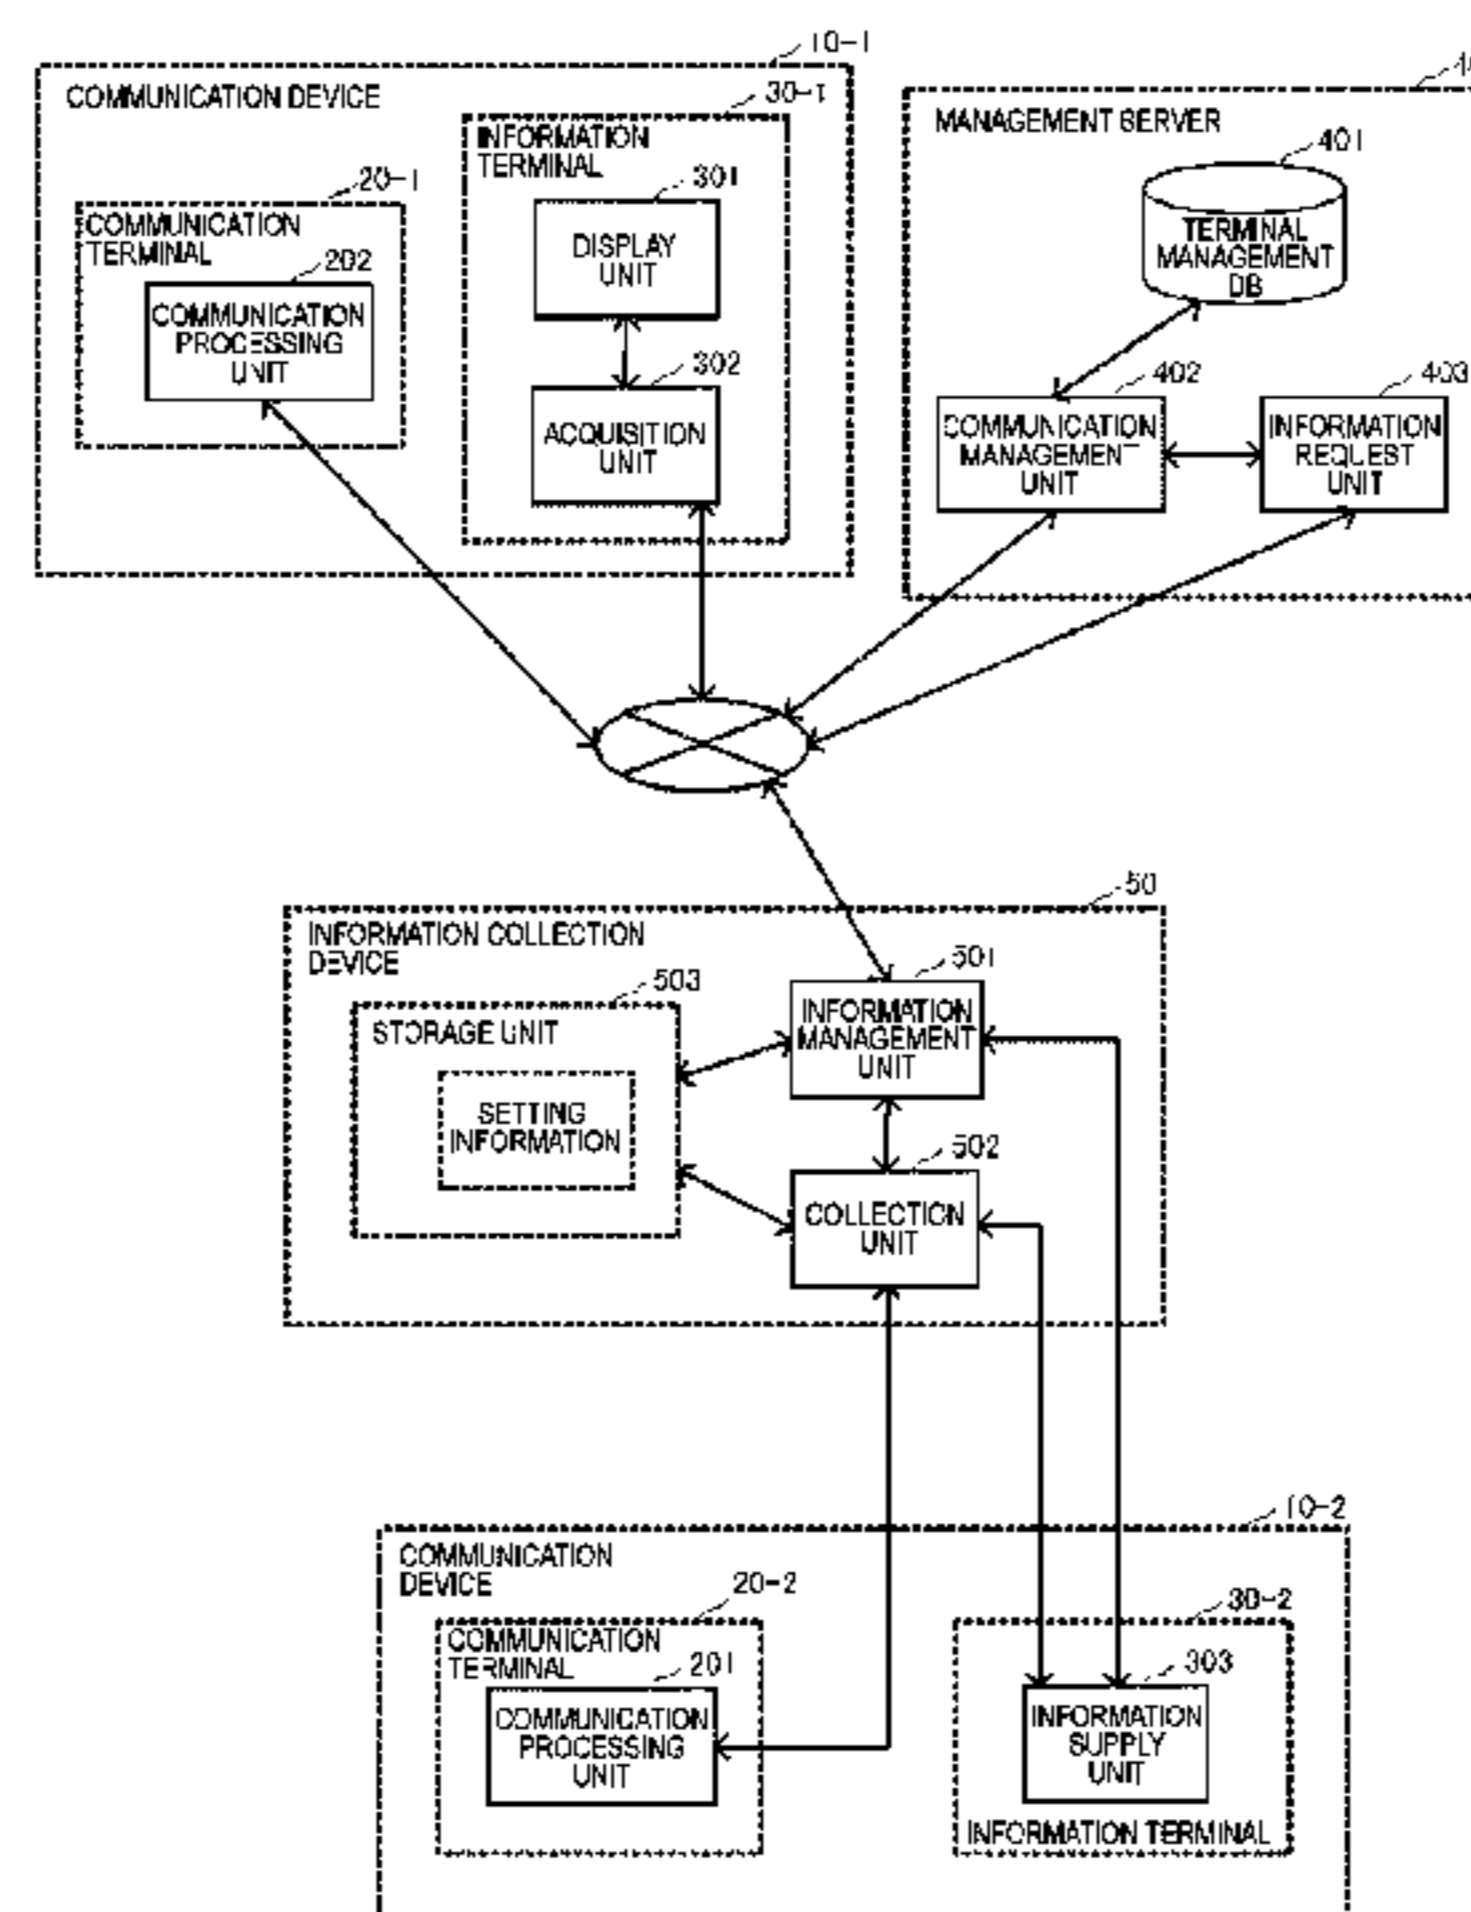 10-1
COMMUNICATION DEVICE
30-1
INFORMATION
TERMINAL
20-1
COMMUNICATION
TERMINAL
202
COMMUNICATION
PROCESSING
UNIT
301
DISPLAY
UNIT
302
ACQUISITION
UNIT
MANAGEMENT SERVER
401
TERMINAL
MANAGEMENT
DB
402
COMMUNICATION
MANAGEMENT
UNIT
403
INFORMATION
REQUEST
UNIT
50
INFORMATION COLLECTION
DEVICE
503
STORAGE UNIT
SETTING
INFORMATION
501
INFORMATION
MANAGEMENT
UNIT
502
COLLECTION
UNIT
10-2
COMMUNICATION
DEVICE
20-2
COMMUNICATION
TERMINAL
201
COMMUNICATION
PROCESSING
UNIT
30-2
303
INFORMATION
SUPPLY
UNIT
INFORMATION TERMINAL